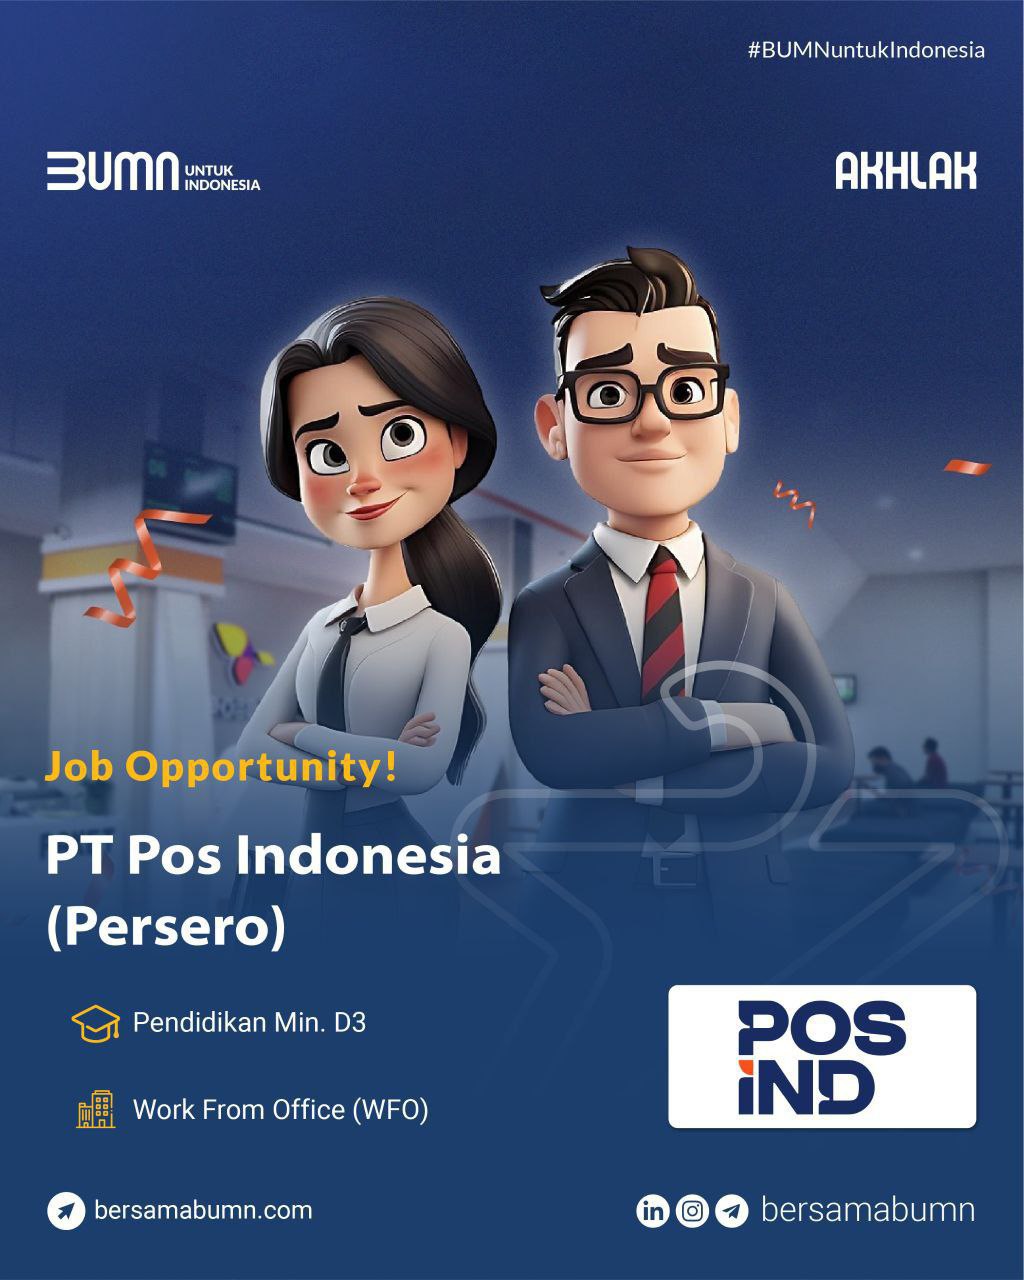 #BUMNuntukIndonesia
BUMN UNTUK INDONESIA
AKHLAK
Job Opportunity!
PT Pos Indonesia
(Persero)
Pendidikan Min. D3
Work From Office (WFO)
POS
IND
bersamabumn.com
in bersamabumn